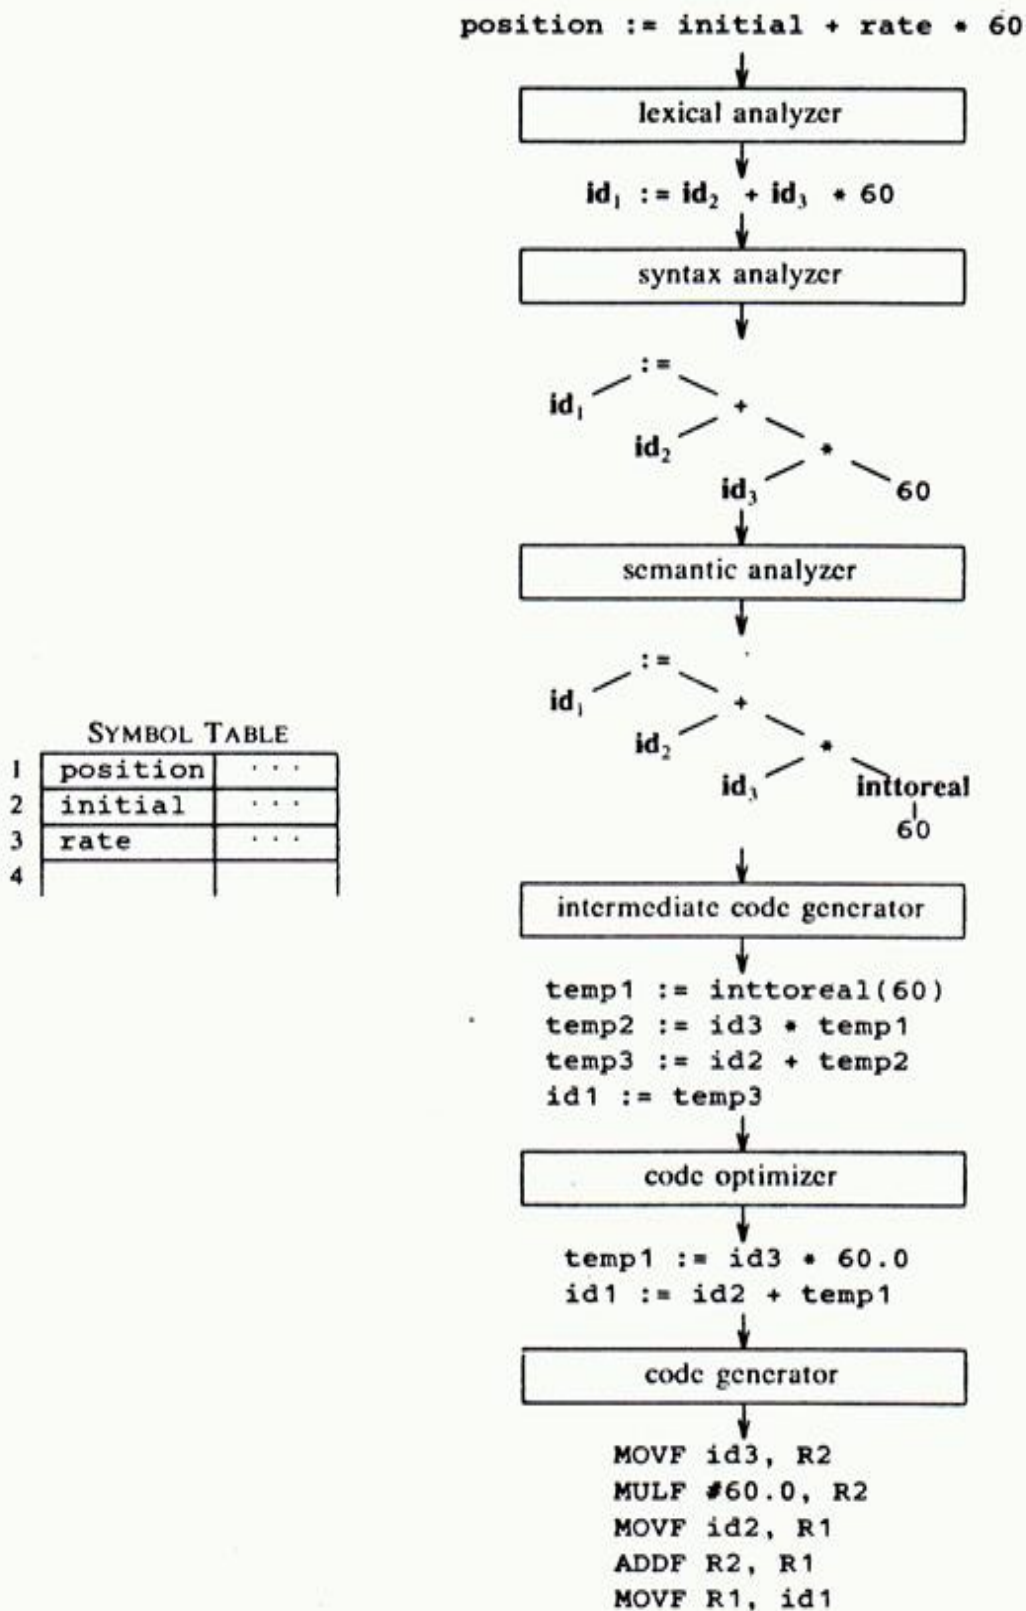 position := initial + rate * 60
lexical analyzer
id₁ := id₂ + id₃ * 60
syntax analyzer
:=
id₁ +
id₂ *
id₃ 60
semantic analyzer
:=
id₁ +
id₂ *
id₃ inttoreal
60
SYMBOL TABLE
1 position ...
2 initial ...
3 rate ...
4
intermediate code generator
temp1 := inttoreal(60)
temp2 := id3 * temp1
temp3 := id2 + temp2
id1 := temp3
code optimizer
temp1 := id3 * 60.0
id1 := id2 + temp1
code generator
MOVF id3, R2
MULF #60.0, R2
MOVF id2, R1
ADDF R2, R1
MOVF R1, id1